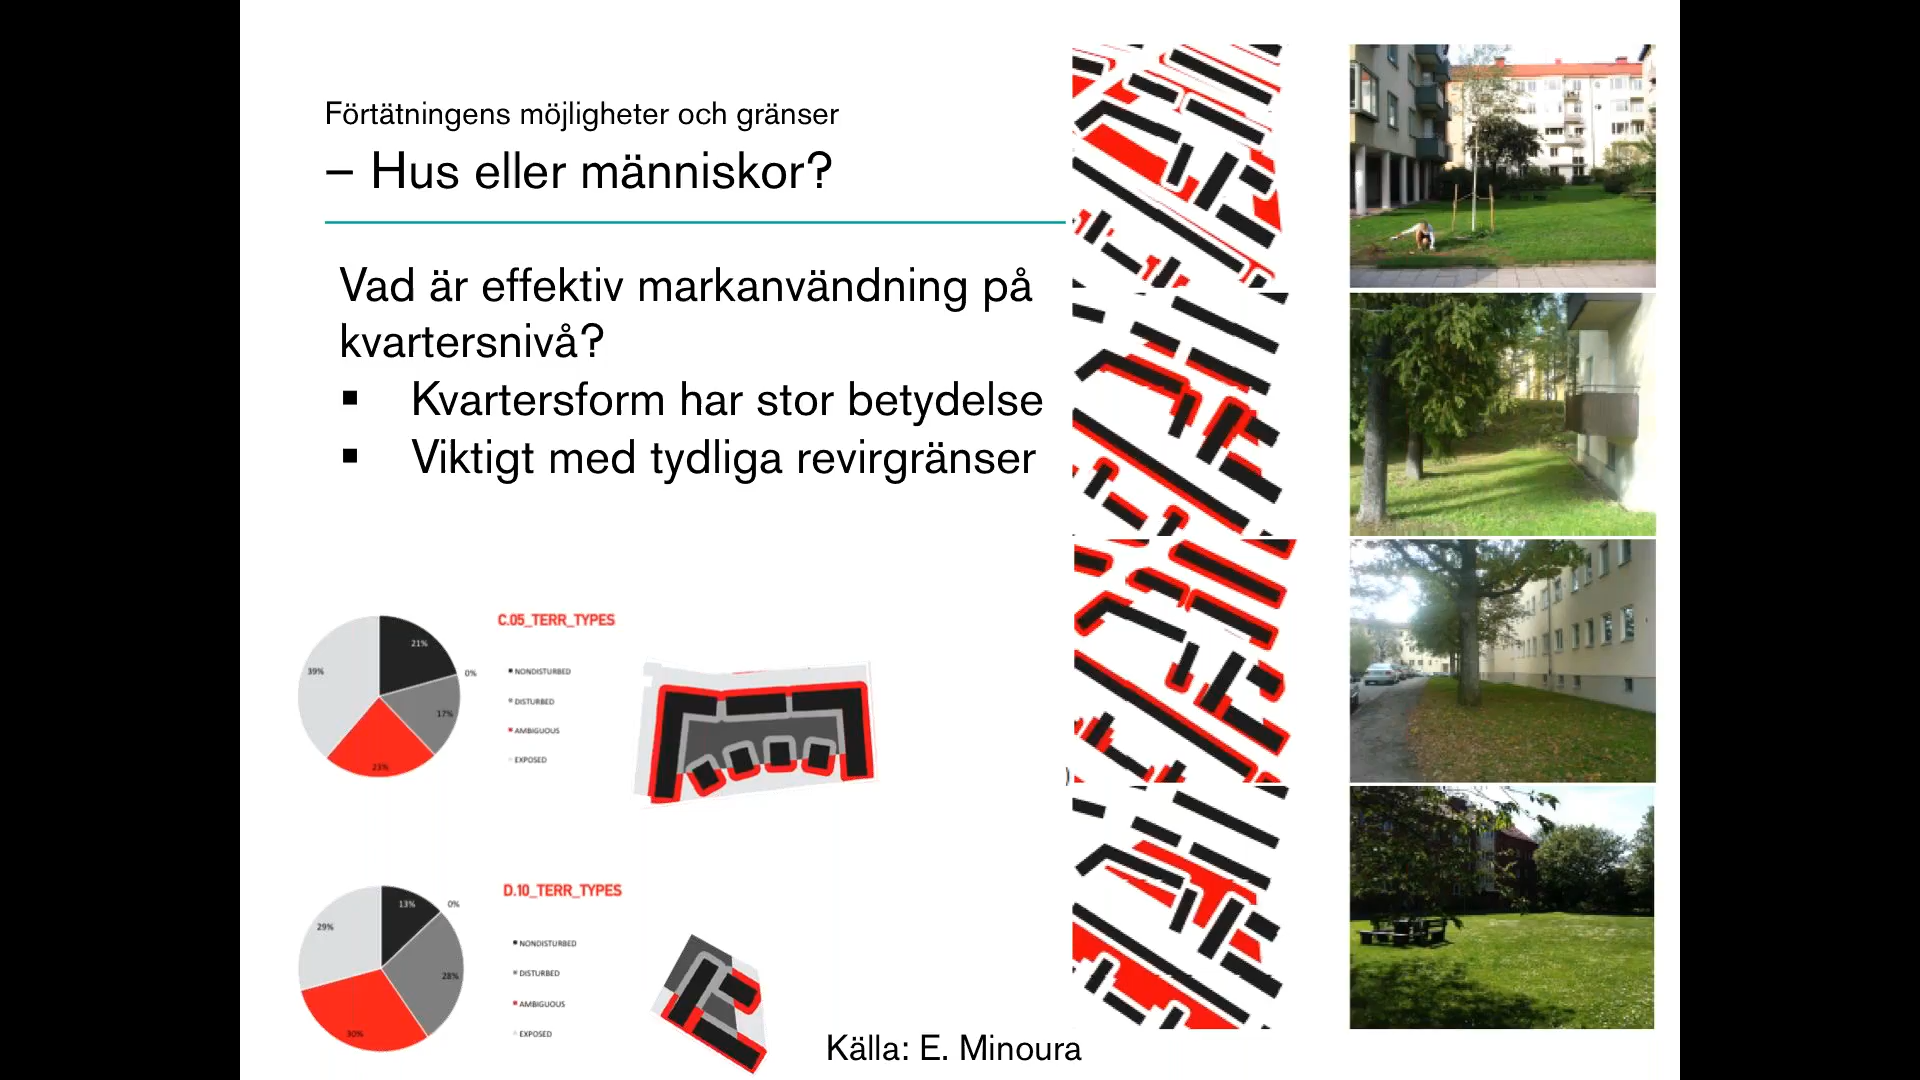 Förtätningens möjligheter och gränser
– Hus eller människor?
Vad är effektiv markanvändning på
kvartersnivå?
▪ Kvartersform har stor betydelse
▪ Viktigt med tydliga revirgränser
C.05_TERR_TYPES
21%
0%
17%
23%
39%
NONDISTURBED
DISTURBED
AMBIGUOUS
EXPOSED
D.10_TERR_TYPES
13%
0%
28%
30%
29%
NONDISTURBED
DISTURBED
AMBIGUOUS
EXPOSED
Källa: E. Minoura